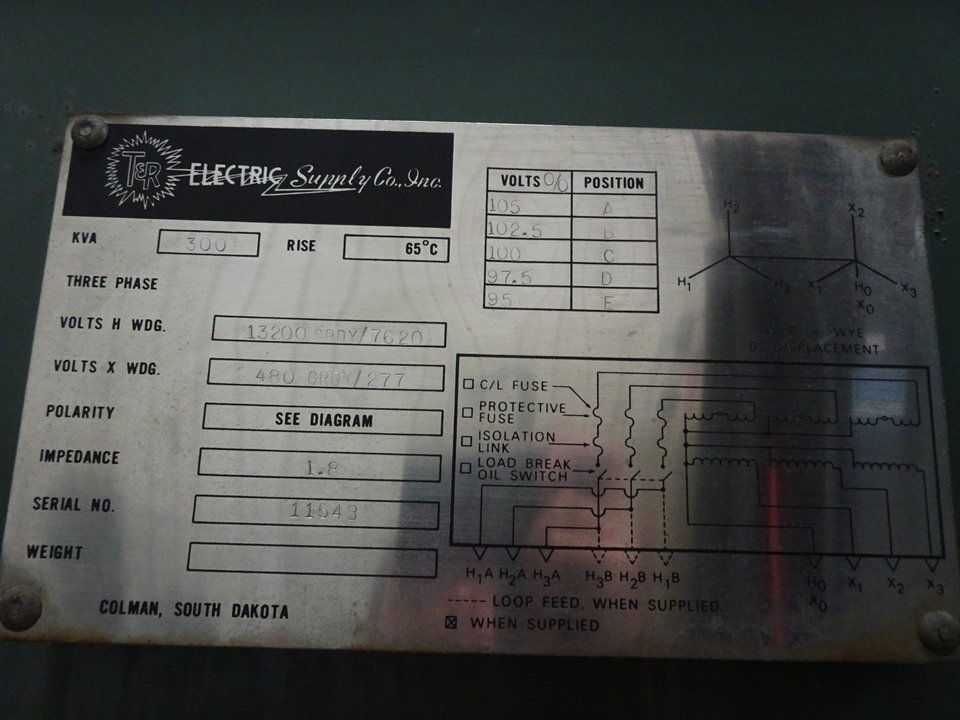 T&R ELECTRIC Supply Co., Inc.
KVA 300 RISE 65°C
THREE PHASE
VOLTS H WDG. 13200 GRDY/7620
VOLTS X WDG. 480 GRDY/277
POLARITY SEE DIAGRAM
IMPEDANCE 1.8
SERIAL NO. 11543
WEIGHT
COLMAN, SOUTH DAKOTA
VOLTS % POSITION
105 A
102.5 B
100 C
97.5 D
95 E
H2 X2
H1 H3 X1 H0 X3
X0
WYE - WYE
DISPLACEMENT
C/L FUSE
PROTECTIVE
FUSE
ISOLATION
LINK
LOAD BREAK
OIL SWITCH
H1A H2A H3A H3B H2B H1B H0 X1 X2 X3
X0
LOOP FEED, WHEN SUPPLIED
WHEN SUPPLIED